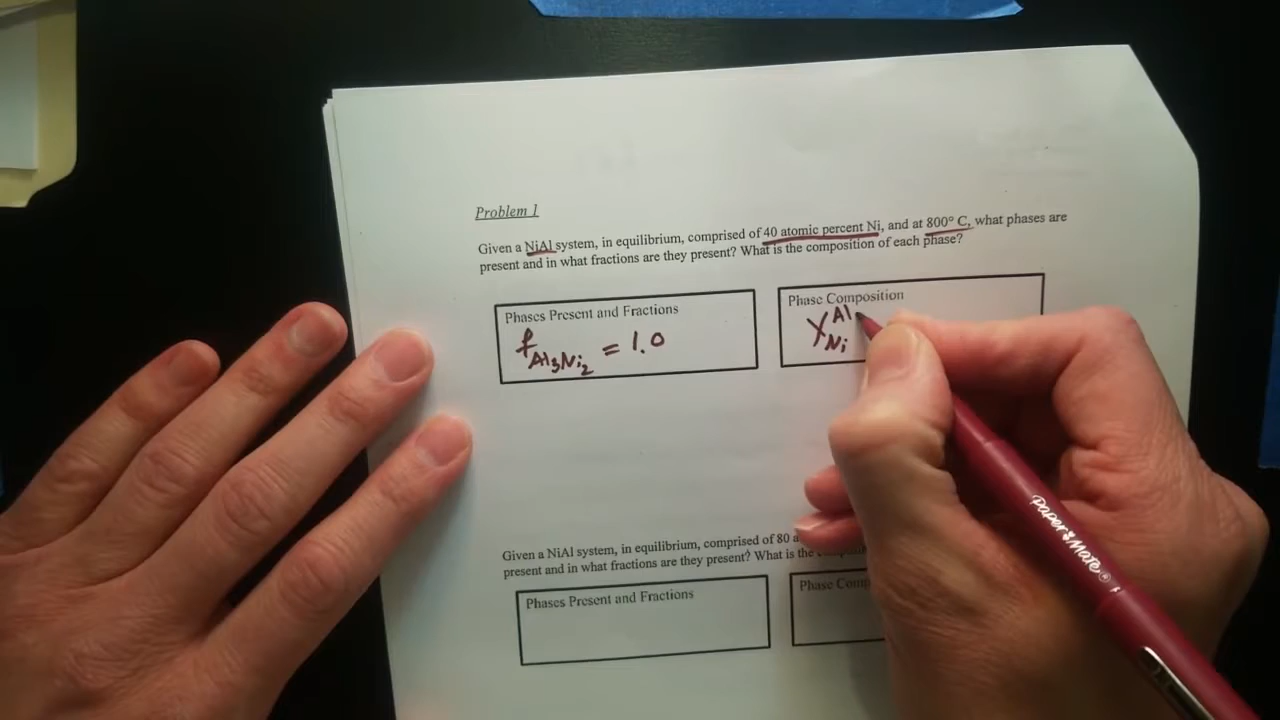 Problem 1
Given a NiAl system, in equilibrium, comprised of 40 atomic percent Ni, and at 800° C, what phases are
present and in what fractions are they present? What is the composition of each phase?
Phases Present and Fractions
f Al3Ni2 = 1.0
Phase Composition
X Al Ni
Given a NiAl system, in equilibrium, comprised of 80
present and in what fractions are they present? What is the
Phases Present and Fractions
Phase Comp
Paper Mate